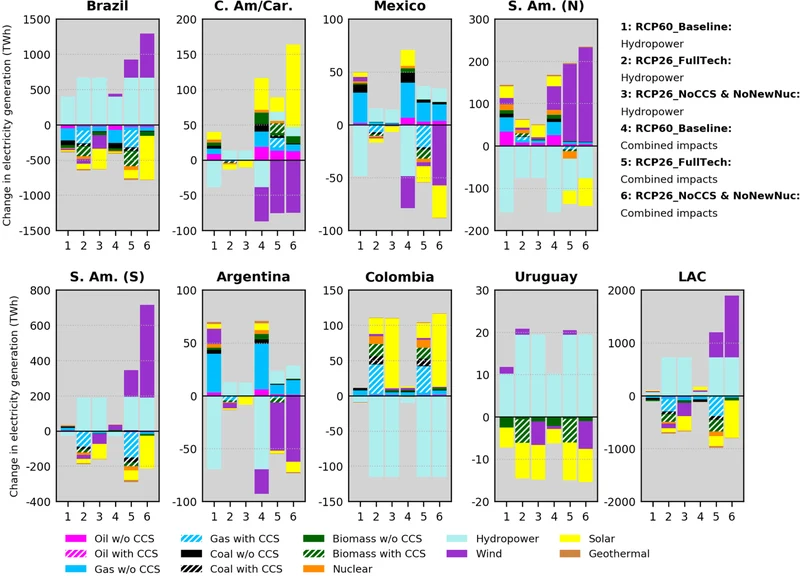 Brazil
C. Am/Car.
Mexico
S. Am. (N)
Change in electricity generation (TWh)
1500
1000
500
0
-500
-1000
-1500
1 2 3 4 5 6
200
150
100
50
0
-50
-100
1 2 3 4 5 6
100
50
0
-50
-100
1 2 3 4 5 6
300
200
100
0
-100
-200
1 2 3 4 5 6
1: RCP60_Baseline:
Hydropower
2: RCP26_FullTech:
Hydropower
3: RCP26_NoCCS & NoNewNuc:
Hydropower
4: RCP60_Baseline:
Combined impacts
5: RCP26_FullTech:
Combined impacts
6: RCP26_NoCCS & NoNewNuc:
Combined impacts
S. Am. (S)
Argentina
Colombia
Uruguay
LAC
Change in electricity generation (TWh)
800
600
400
200
0
-200
-400
1 2 3 4 5 6
100
50
0
-50
-100
1 2 3 4 5 6
150
100
50
0
-50
-100
-150
1 2 3 4 5 6
30
20
10
0
-10
-20
1 2 3 4 5 6
2000
1000
0
-1000
-2000
1 2 3 4 5 6
Oil w/o CCS
Oil with CCS
Gas w/o CCS
Gas with CCS
Coal w/o CCS
Coal with CCS
Biomass w/o CCS
Biomass with CCS
Nuclear
Hydropower
Wind
Solar
Geothermal